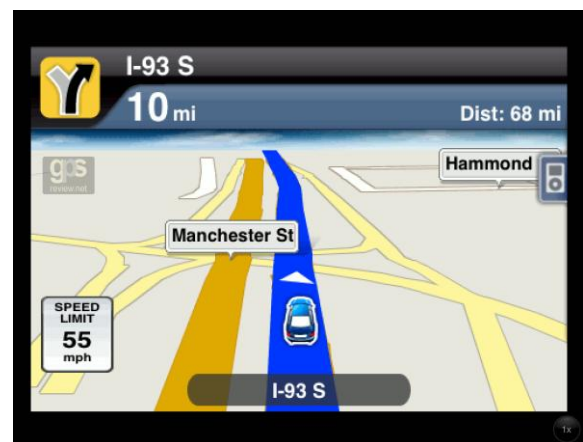 I-93 S
10 mi
Dist: 68 mi
gps
review.net
Hammond
Manchester St
SPEED
LIMIT
55
mph
I-93 S
1x